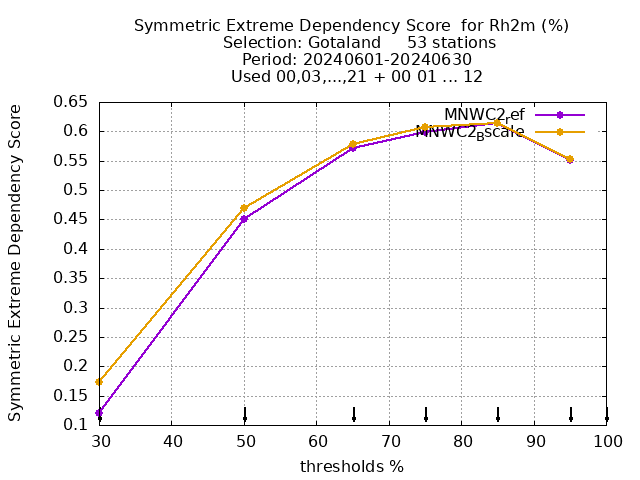 Symmetric Extreme Dependency Score  for Rh2m (%)
Selection: Gotaland     53 stations
Period: 20240601-20240630
Used 00,03,...,21 + 00 01 ... 12
Symmetric Extreme Dependency Score
0.65
0.6
0.55
0.5
0.45
0.4
0.35
0.3
0.25
0.2
0.15
0.1
MNWC2ref
MNWC2Bscale
30 40 50 60 70 80 90 100
thresholds %